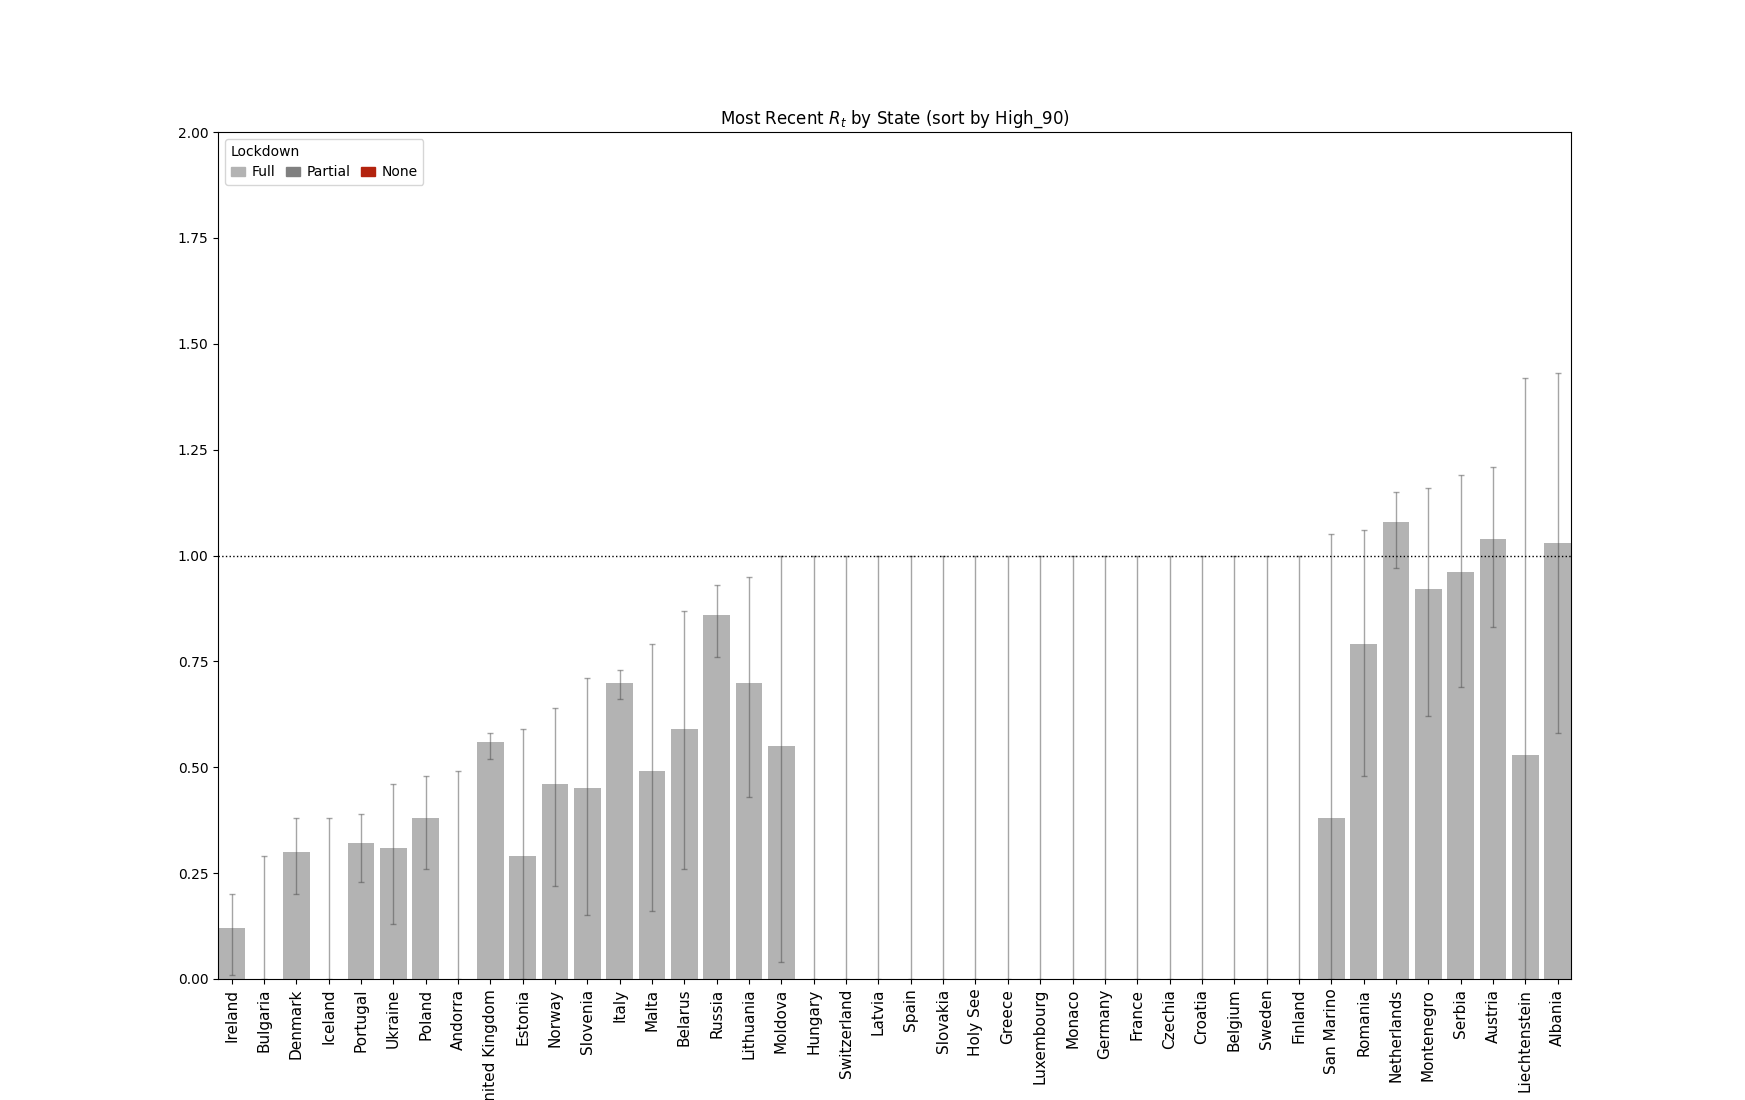 Most Recent R_t by State (sort by High_90)
Lockdown
Full Partial None
2.00
1.75
1.50
1.25
1.00
0.75
0.50
0.25
0.00
Ireland
Bulgaria
Denmark
Iceland
Portugal
Ukraine
Poland
Andorra
nited Kingdom
Estonia
Norway
Slovenia
Italy
Malta
Belarus
Russia
Lithuania
Moldova
Hungary
Switzerland
Latvia
Spain
Slovakia
Holy See
Greece
Luxembourg
Monaco
Germany
France
Czechia
Croatia
Belgium
Sweden
Finland
San Marino
Romania
Netherlands
Montenegro
Serbia
Austria
Liechtenstein
Albania